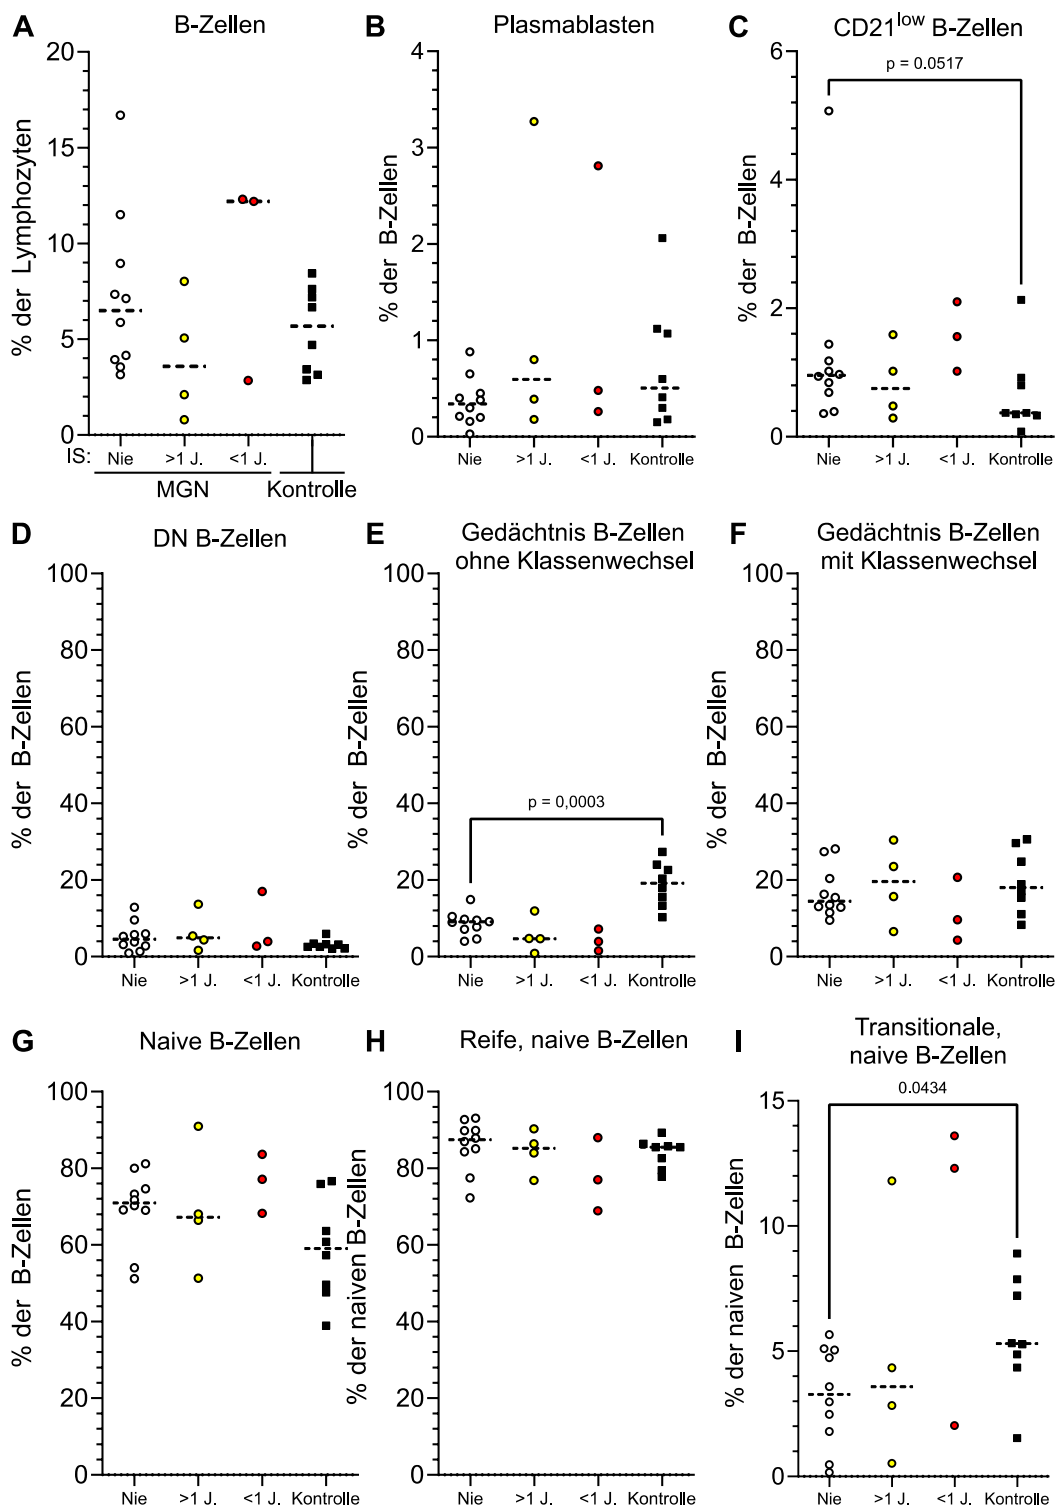 A B-Zellen
% der Lymphozyten
20
15
10
5
0
IS: Nie >1 J. <1 J.
MGN Kontrolle
B Plasmablasten
% der B-Zellen
4
3
2
1
0
Nie >1 J. <1 J. Kontrolle
C CD21low B-Zellen
p = 0.0517
% der B-Zellen
6
4
2
0
Nie >1 J. <1 J. Kontrolle
D DN B-Zellen
% der B-Zellen
100
80
60
40
20
0
Nie >1 J. <1 J. Kontrolle
E Gedächtnis B-Zellen
ohne Klassenwechsel
% der B-Zellen
100
80
60
40
20
0
p = 0,0003
Nie >1 J. <1 J. Kontrolle
F Gedächtnis B-Zellen
mit Klassenwechsel
% der B-Zellen
100
80
60
40
20
0
Nie >1 J. <1 J. Kontrolle
G Naive B-Zellen
% der B-Zellen
100
80
60
40
20
0
Nie >1 J. <1 J. Kontrolle
H Reife, naive B-Zellen
% der naiven B-Zellen
100
80
60
40
20
0
Nie >1 J. <1 J. Kontrolle
I Transitionale,
naive B-Zellen
0.0434
% der naiven B-Zellen
15
10
5
0
Nie >1 J. <1 J. Kontrolle